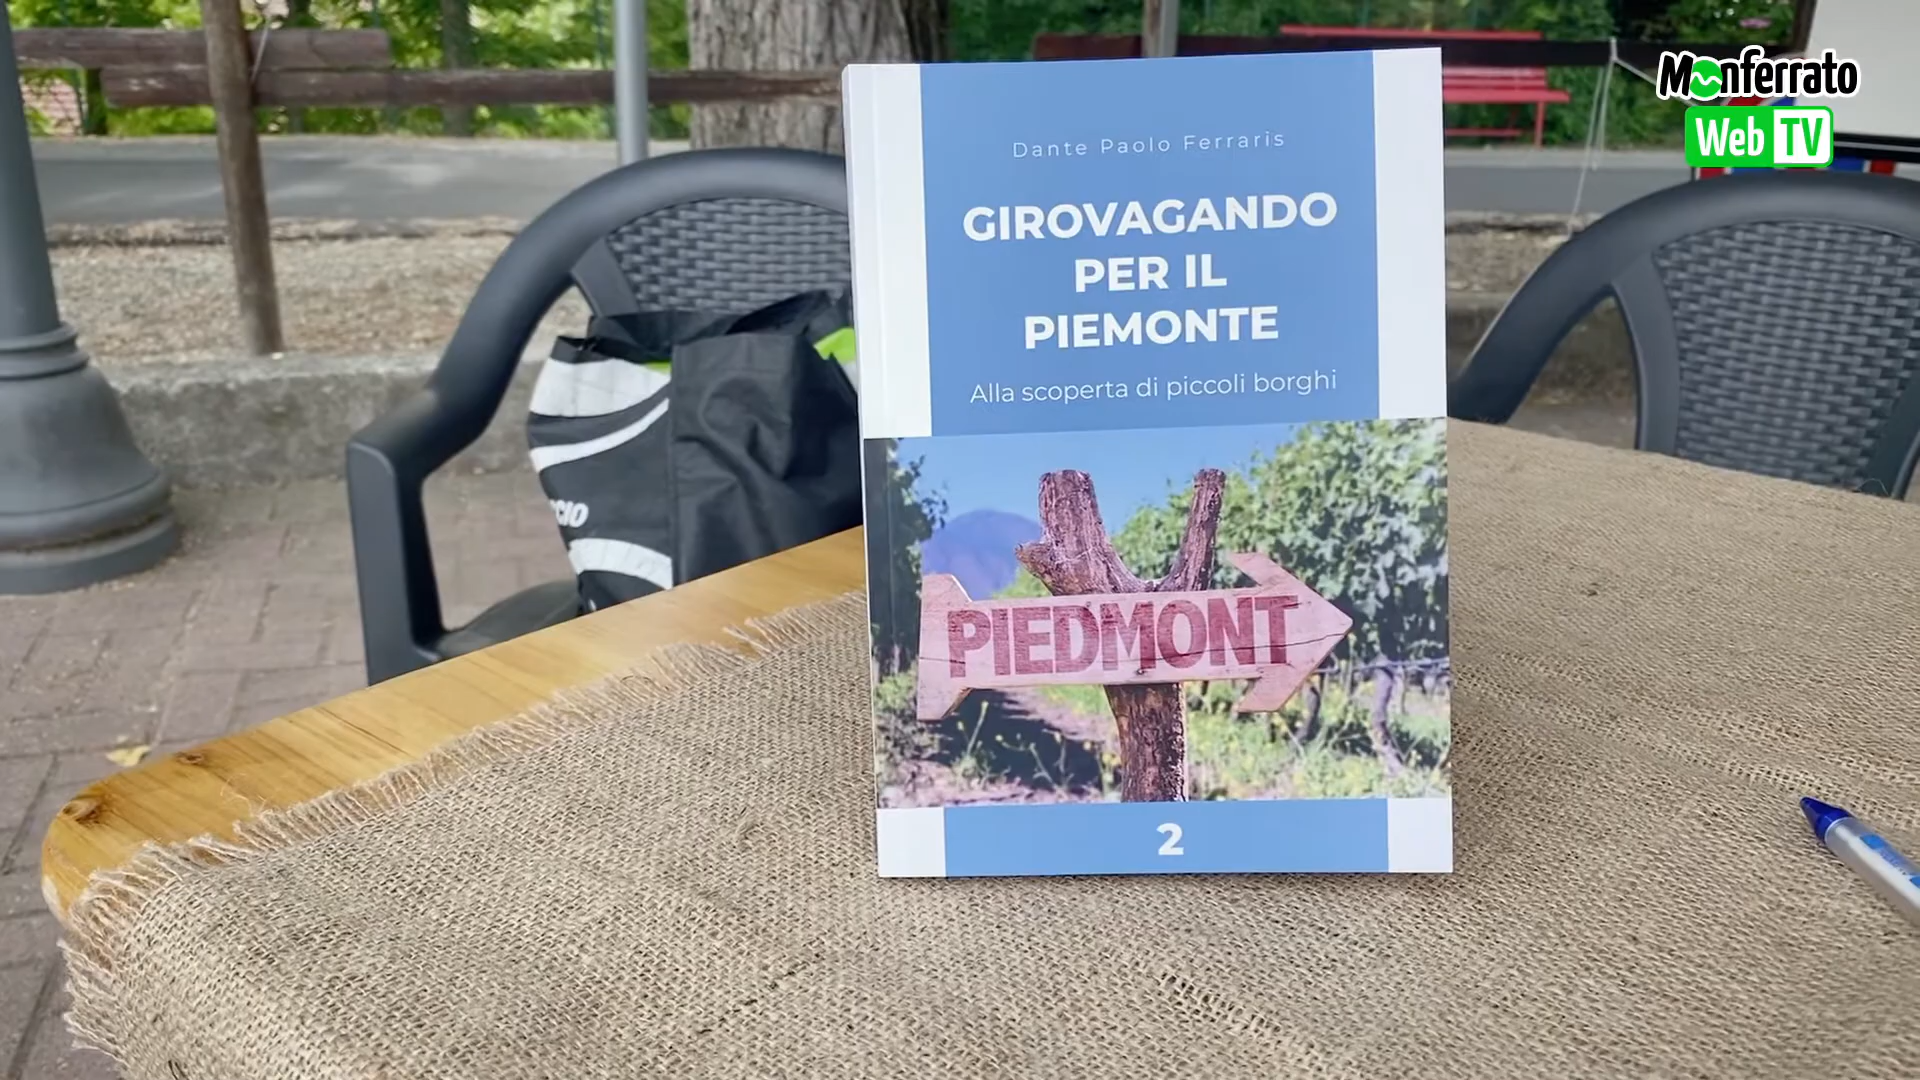 Monferrato
Web TV
Dante Paolo Ferraris
GIROVAGANDO
PER IL
PIEMONTE
Alla scoperta di piccoli borghi
PIEDMONT
2